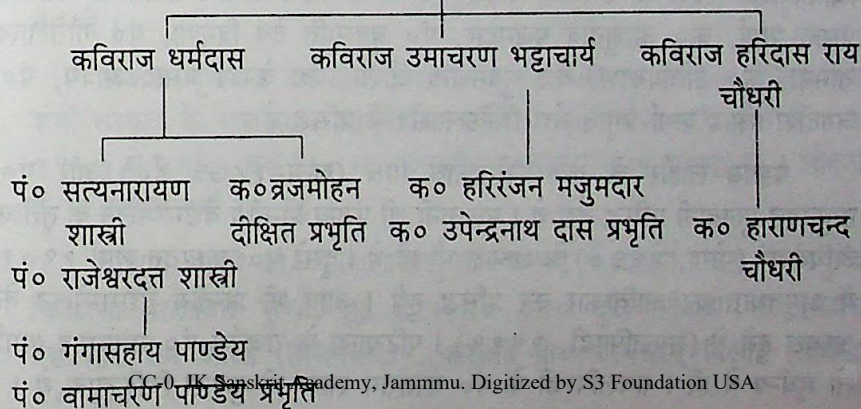 कविराज धर्मदास कविराज उमाचरण भट्टाचार्य कविराज हरिदास राय
चौधरी
पं० सत्यनारायण क०व्रजमोहन क० हरिरंजन मजुमदार
शास्त्री दीक्षित प्रभृति क० उपेन्द्रनाथ दास प्रभृति क० हाराणचन्द
पं० राजेश्वरदत्त शास्त्री चौधरी
पं० गंगासहाय पाण्डेय
पं० वामाचरण पाण्डेय प्रभृति
CC-0. JK Sanskrit Academy, Jammmu. Digitized by S3 Foundation USA